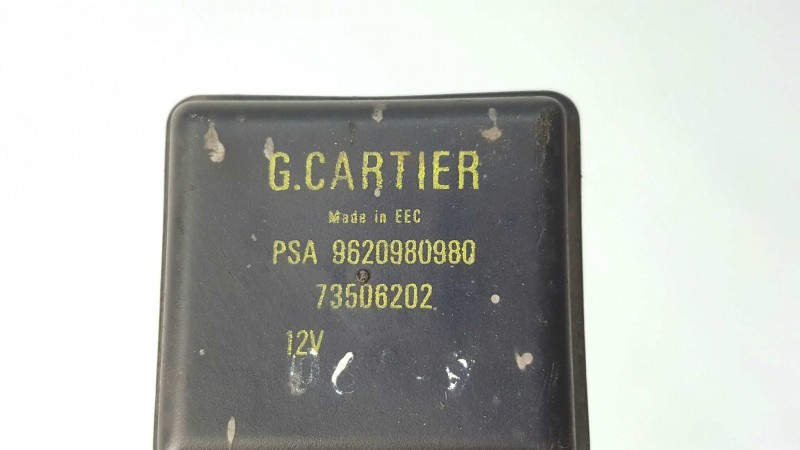 G.CARTIER
Made in EEC
PSA 9620980980
73506202
12V